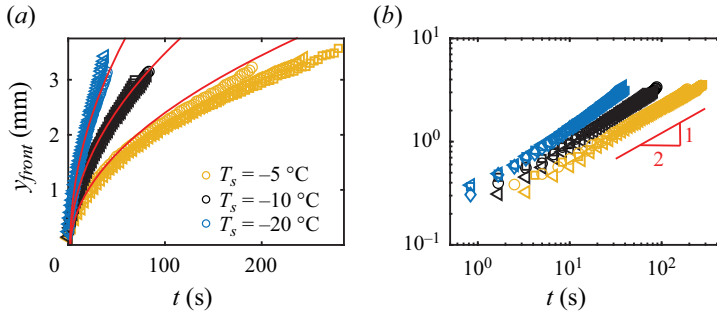 (a)
3
2
1
y_front (mm)
T_s = –5 °C
T_s = –10 °C
T_s = –20 °C
0
100
200
t (s)
(b)
10^1
10^0
10^–1
1
2
10^0
10^1
10^2
t (s)